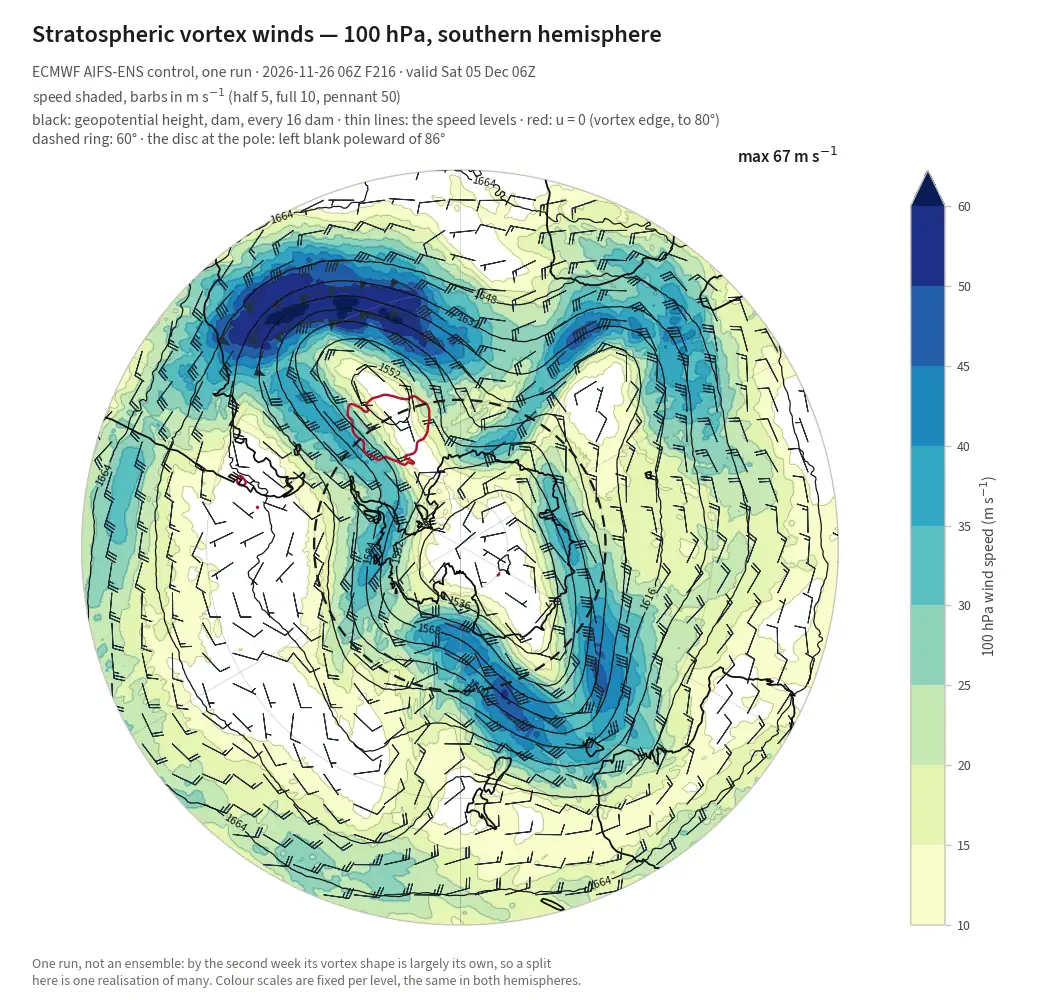 Stratospheric vortex winds — 100 hPa, southern hemisphere
ECMWF AIFS-ENS control, one run · 2026-11-26 06Z F216 · valid Sat 05 Dec 06Z
speed shaded, barbs in m s⁻¹ (half 5, full 10, pennant 50)
black: geopotential height, dam, every 16 dam · thin lines: the speed levels · red: u = 0 (vortex edge, to 80°)
dashed ring: 60° · the disc at the pole: left blank poleward of 86°
max 67 m s⁻¹
1664
1664
1648
1632
1552
1664
1616
1536
1568
1664
1664
60
50
45
40
35
30
25
20
15
10
100 hPa wind speed (m s⁻¹)
One run, not an ensemble: by the second week its vortex shape is largely its own, so a split
here is one realisation of many. Colour scales are fixed per level, the same in both hemispheres.